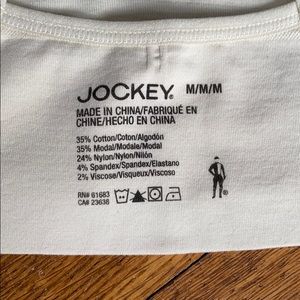 JOCKEY® M/M/M
MADE IN CHINA/FABRIQUÉ EN
CHINE/HECHO EN CHINA
35% Cotton/Coton/Algodón
35% Modal/Modale/Modal
24% Nylon/Nylon/Nilón
4% Spandex/Spandex/Elastano
2% Viscose/Visqueux/Viscoso
RN# 61683
CA# 23638
®